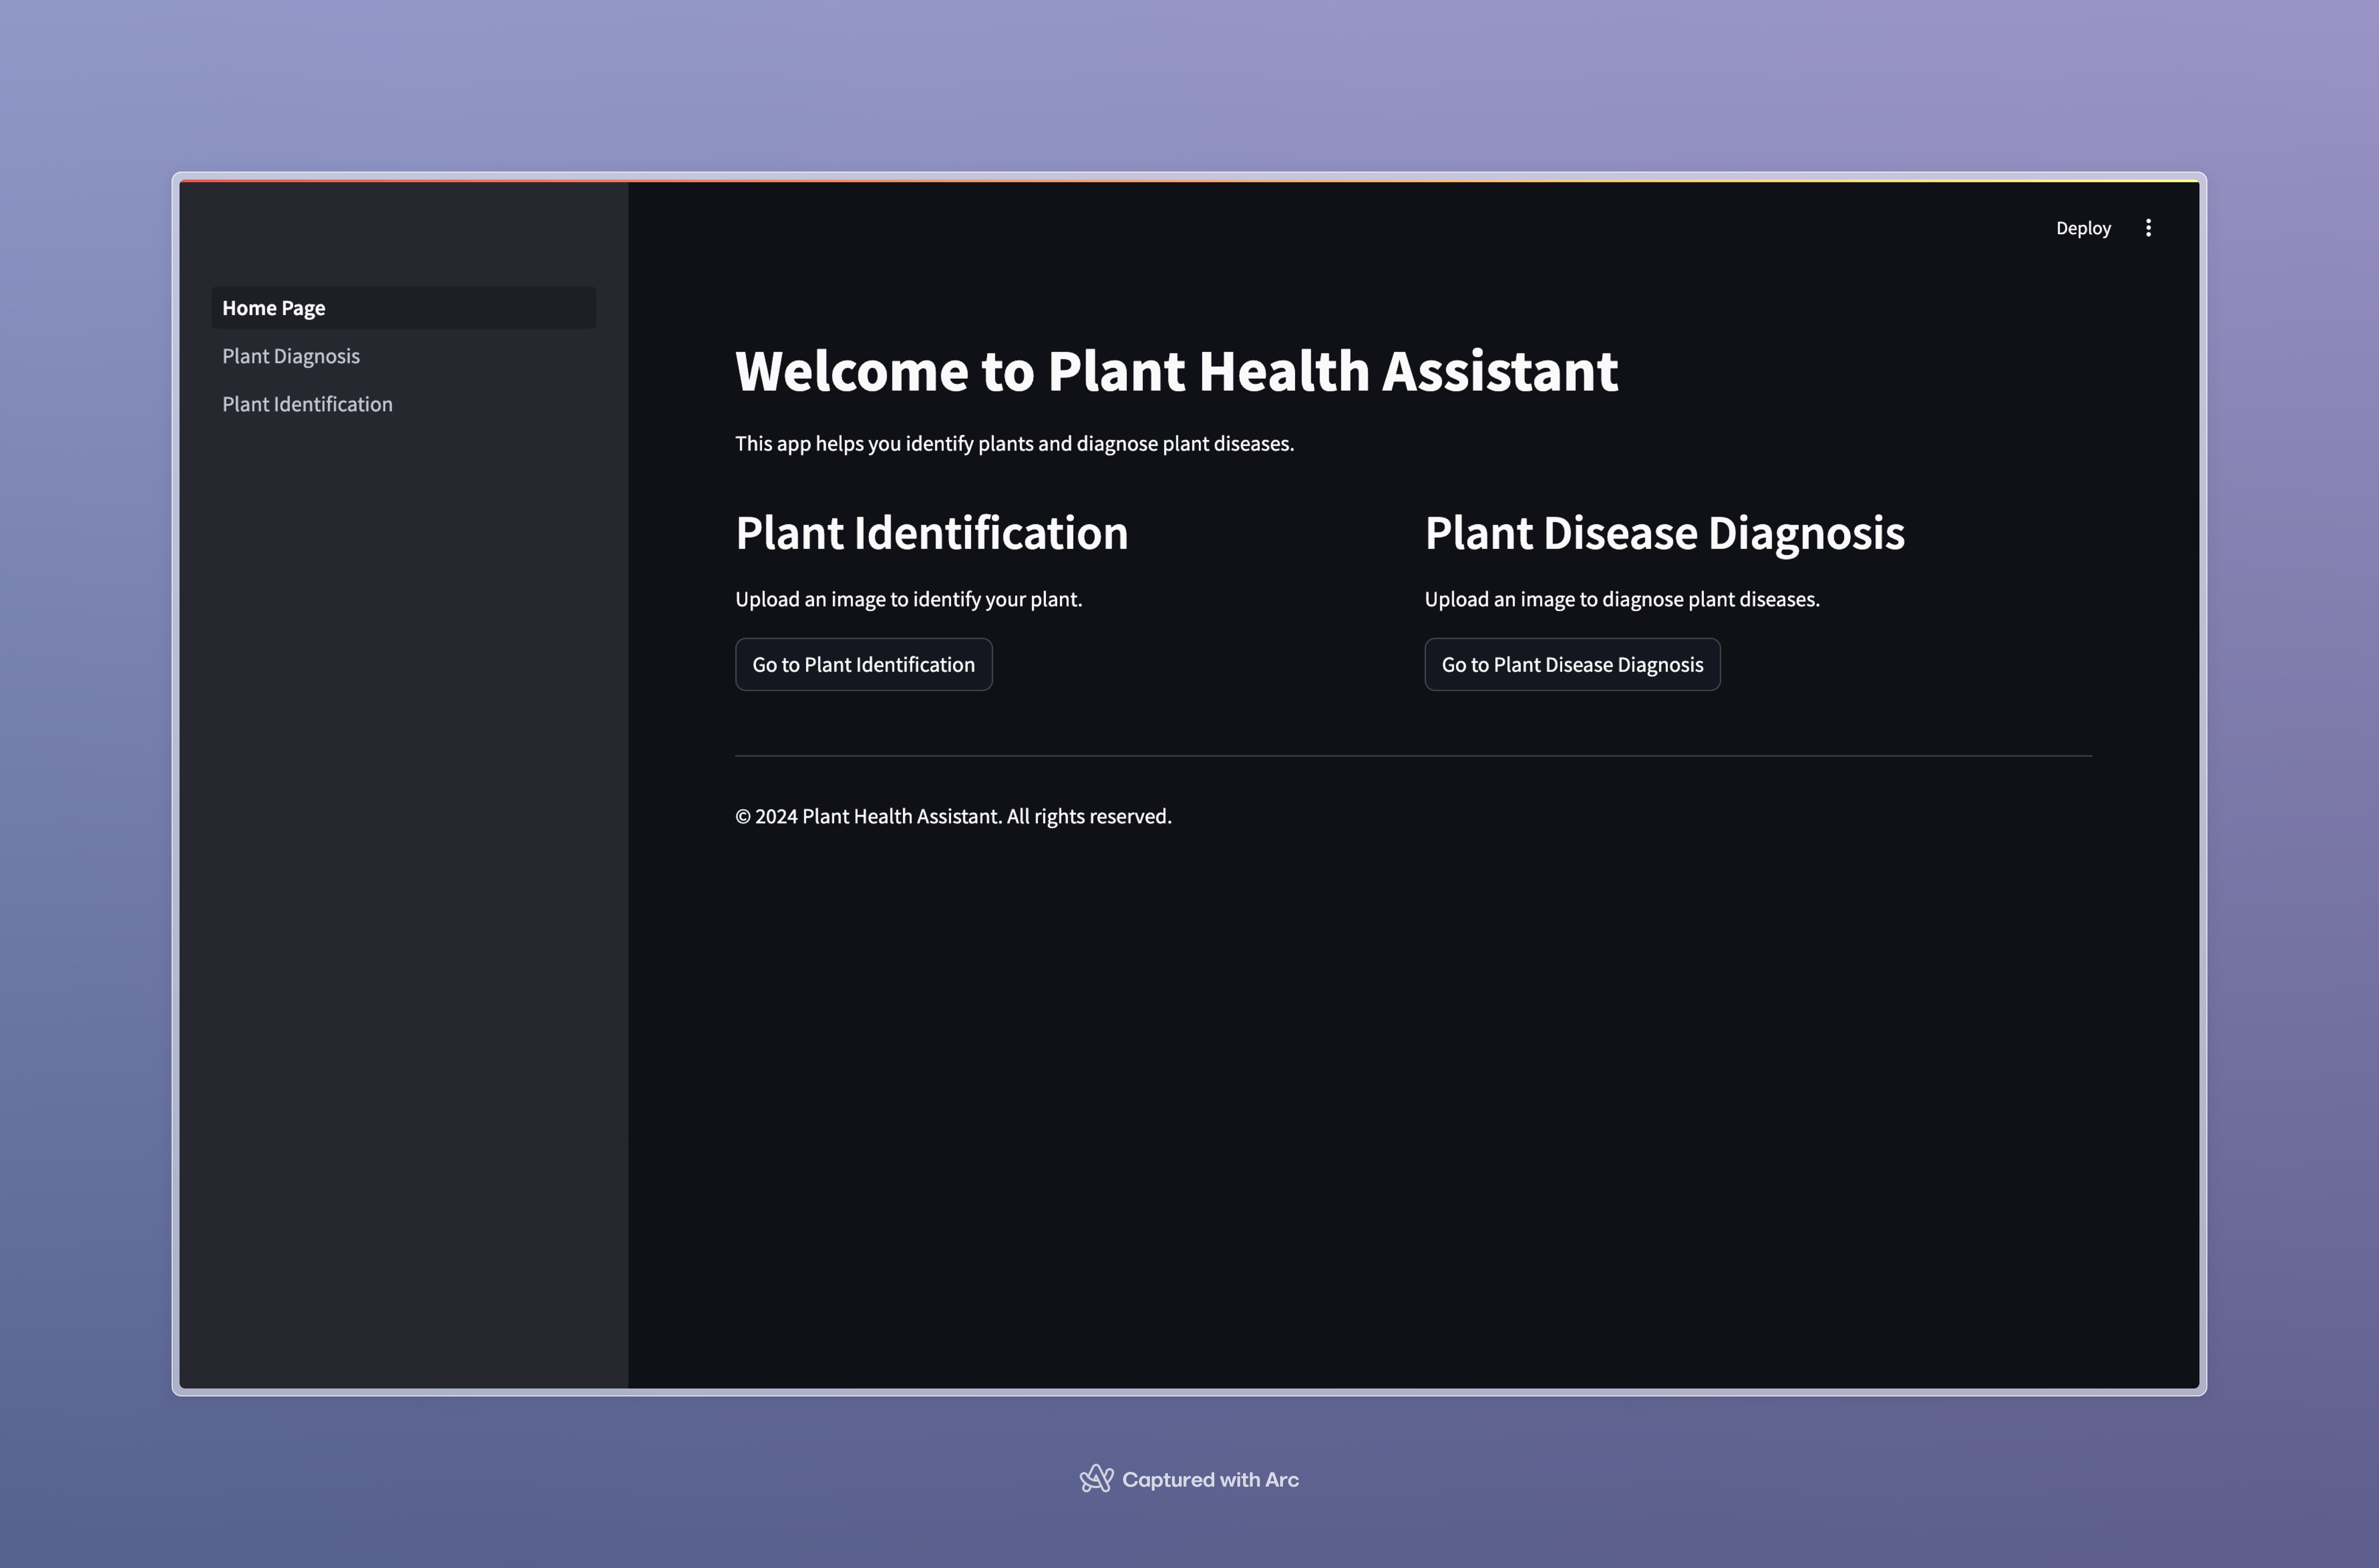 Deploy
Home Page
Plant Diagnosis
Plant Identification
Welcome to Plant Health Assistant
This app helps you identify plants and diagnose plant diseases.
Plant Identification
Upload an image to identify your plant.
Go to Plant Identification
Plant Disease Diagnosis
Upload an image to diagnose plant diseases.
Go to Plant Disease Diagnosis
© 2024 Plant Health Assistant. All rights reserved.
Captured with Arc